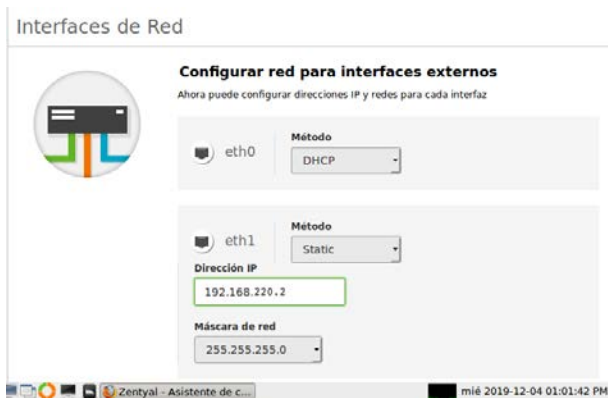 Interfaces de Red
Configurar red para interfaces externos
Ahora puede configurar direcciones IP y redes para cada interfaz
eth0
Método
DHCP
eth1
Método
Static
Dirección IP
192.168.220.2
Máscara de red
255.255.255.0
Zentyal - Asistente de c...
mié 2019-12-04 01:01:42 PM